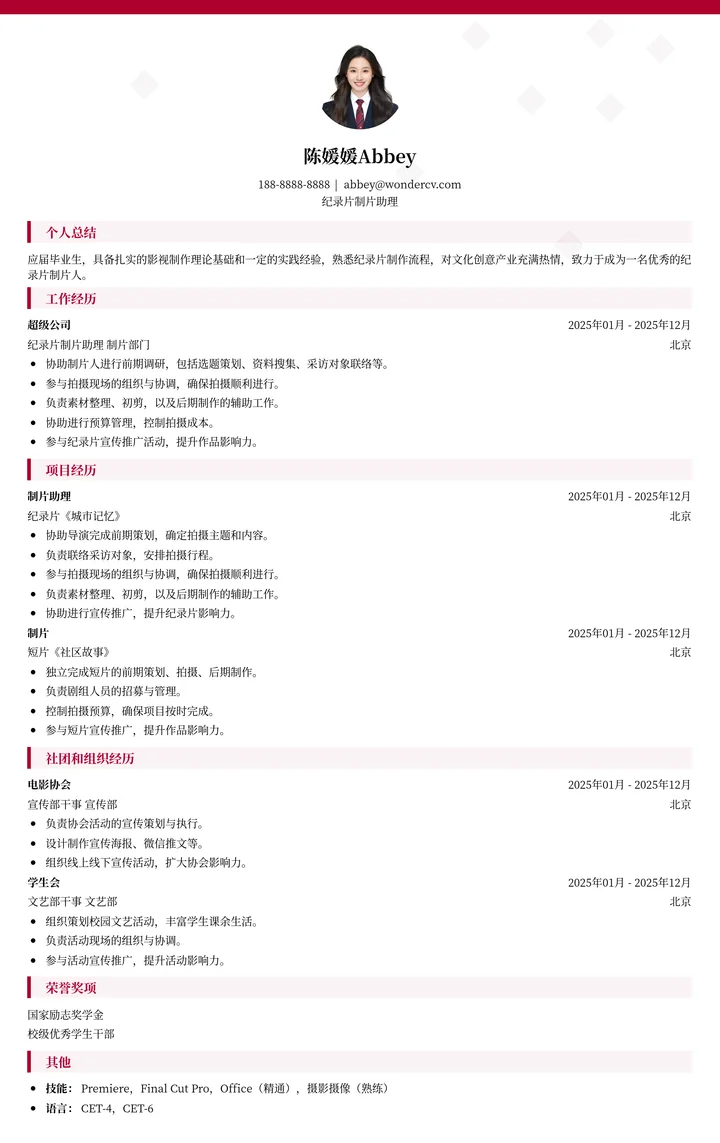 陈媛媛Abbey
188-8888-8888 | abbey@wondercv.com
纪录片制片助理
个人总结
应届毕业生，具备扎实的影视制作理论基础和一定的实践经验，熟悉纪录片制作流程，对文化创意产业充满热情，致力于成为一名优秀的纪
录片制片人。
工作经历
超级公司 2025年01月 - 2025年12月
纪录片制片助理 制片部门 北京
• 协助制片人进行前期调研，包括选题策划、资料搜集、采访对象联络等。
• 参与拍摄现场的组织与协调，确保拍摄顺利进行。
• 负责素材整理、初剪，以及后期制作的辅助工作。
• 协助进行预算管理，控制拍摄成本。
• 参与纪录片宣传推广活动，提升作品影响力。
项目经历
制片助理 2025年01月 - 2025年12月
纪录片《城市记忆》 北京
• 协助导演完成前期策划，确定拍摄主题和内容。
• 负责联络采访对象，安排拍摄行程。
• 参与拍摄现场的组织与协调，确保拍摄顺利进行。
• 负责素材整理、初剪，以及后期制作的辅助工作。
• 协助进行宣传推广，提升纪录片影响力。
制片 2025年01月 - 2025年12月
短片《社区故事》 北京
• 独立完成短片的前期策划、拍摄、后期制作。
• 负责剧组人员的招募与管理。
• 控制拍摄预算，确保项目按时完成。
• 参与短片宣传推广，提升作品影响力。
社团和组织经历
电影协会 2025年01月 - 2025年12月
宣传部干事 宣传部 北京
• 负责协会活动的宣传策划与执行。
• 设计制作宣传海报、微信推文等。
• 组织线上线下宣传活动，扩大协会影响力。
学生会 2025年01月 - 2025年12月
文艺部干事 文艺部 北京
• 组织策划校园文艺活动，丰富学生课余生活。
• 负责活动现场的组织与协调。
• 参与活动宣传推广，提升活动影响力。
荣誉奖项
国家励志奖学金
校级优秀学生干部
其他
• 技能： Premiere，Final Cut Pro，Office（精通）, 摄影摄像（熟练）
• 语言： CET-4，CET-6